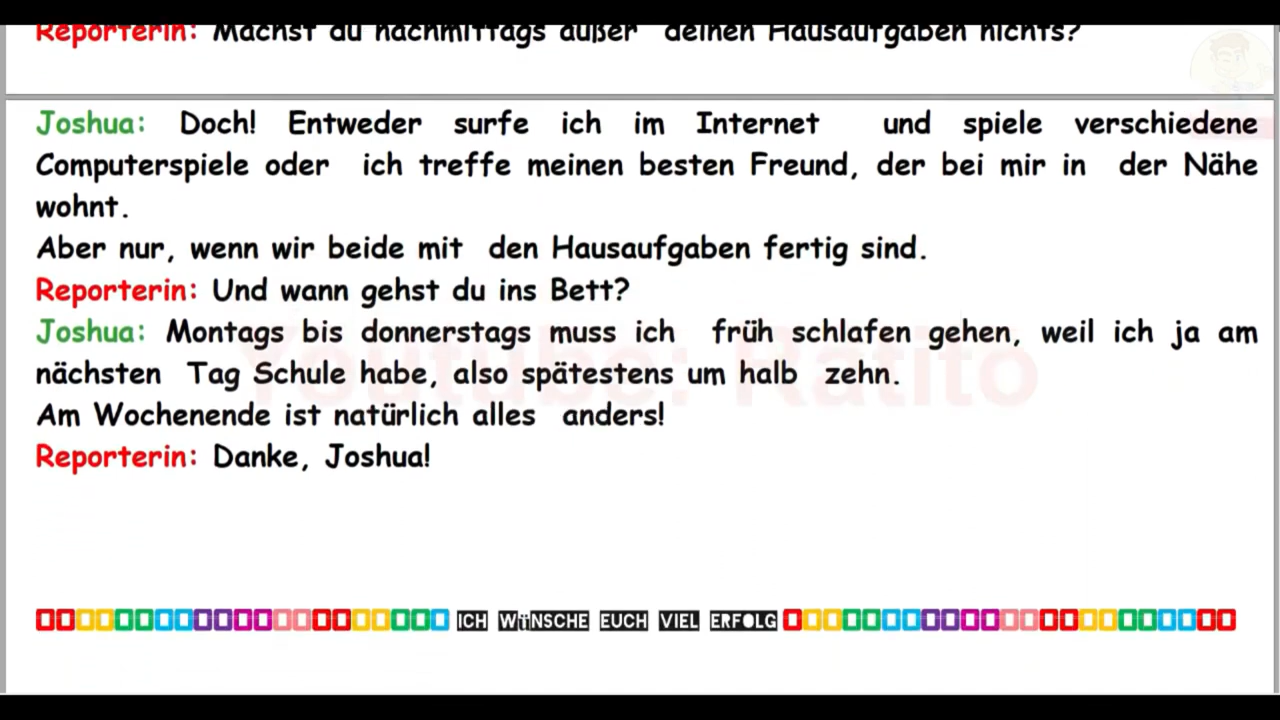 Reporterin: Machst du nachmittags außer deinen Hausaufgaben nichts?
Joshua: Doch! Entweder surfe ich im Internet und spiele verschiedene
Computerspiele oder ich treffe meinen besten Freund, der bei mir in der Nähe
wohnt.
Aber nur, wenn wir beide mit den Hausaufgaben fertig sind.
Reporterin: Und wann gehst du ins Bett?
Joshua: Montags bis donnerstags muss ich früh schlafen gehen, weil ich ja am
nächsten Tag Schule habe, also spätestens um halb zehn.
Youtube: Ratito
Am Wochenende ist natürlich alles anders!
Reporterin: Danke, Joshua!
ICH WüNSCHE EUCH VIEL ERFOLG